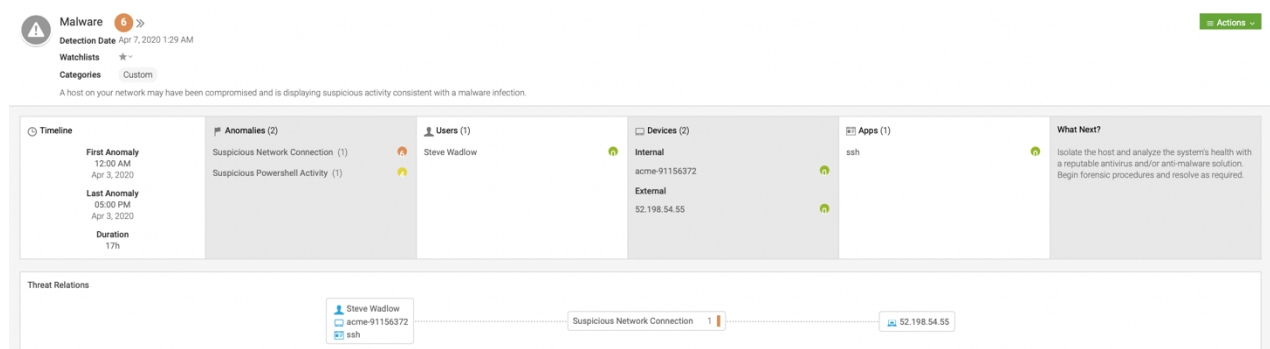 Malware 6 »
Actions
Detection Date Apr 7, 2020 1:29 AM
Watchlists
Categories Custom
A host on your network may have been compromised and is displaying suspicious activity consistent with a malware infection.
Timeline
First Anomaly
12:00 AM
Apr 3, 2020
Last Anomaly
05:00 PM
Apr 3, 2020
Duration
17h
Anomalies (2)
Suspicious Network Connection (1)
Suspicious Powershell Activity (1)
Users (1)
Steve Wadlow
Devices (2)
Internal
acme-91156372
External
52.198.54.55
Apps (1)
ssh
What Next?
Isolate the host and analyze the system's health with
a reputable antivirus and/or anti-malware solution.
Begin forensic procedures and resolve as required.
Threat Relations
Steve Wadlow
acme-91156372
ssh
Suspicious Network Connection 1
52.198.54.55